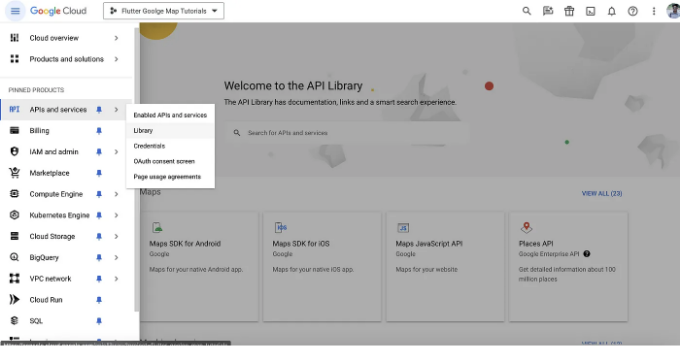 Google Cloud
Flutter Goolge Map Tutorials
Cloud overview
Products and solutions
PINNED PRODUCTS
API APIs and services
Billing
IAM and admin
Marketplace
Compute Engine
Kubernetes Engine
Cloud Storage
BigQuery
VPC network
Cloud Run
SQL
Enabled APIs and services
Library
Credentials
OAuth consent screen
Page usage agreements
Welcome to the API Library
The API Library has documentation, links and a smart search experience.
Search for APIs and services
Maps
VIEW ALL (23)
Maps SDK for Android
Google
Maps for your native Android app.
iOS
Maps SDK for iOS
Google
Maps for your native iOS app.
JS
Maps JavaScript API
Google
Maps for your website
Places API
Google Enterprise API
Get detailed information about 100
million places